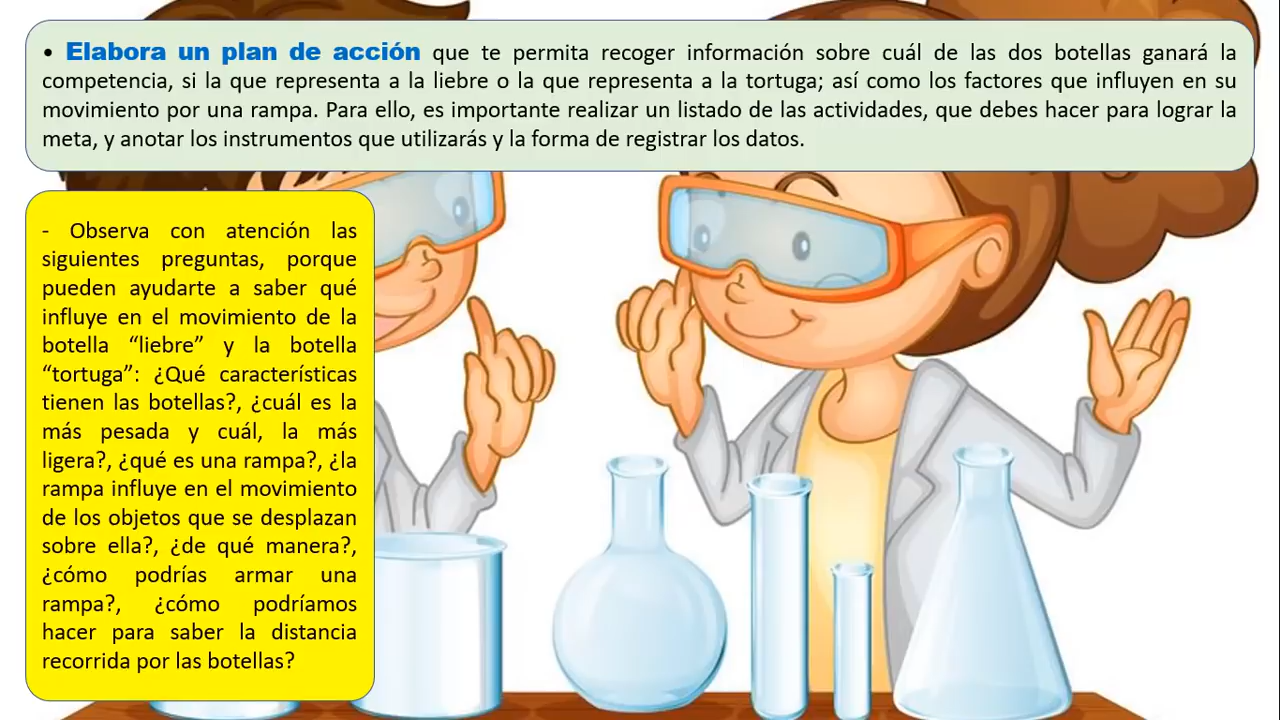 • Elabora un plan de acción que te permita recoger información sobre cuál de las dos botellas ganará la
competencia, si la que representa a la liebre o la que representa a la tortuga; así como los factores que influyen en su
movimiento por una rampa. Para ello, es importante realizar un listado de las actividades, que debes hacer para lograr la
meta, y anotar los instrumentos que utilizarás y la forma de registrar los datos.
- Observa con atención las
siguientes preguntas, porque
pueden ayudarte a saber qué
influye en el movimiento de la
botella “liebre” y la botella
“tortuga”: ¿Qué características
tienen las botellas?, ¿cuál es la
más pesada y cuál, la más
ligera?, ¿qué es una rampa?, ¿la
rampa influye en el movimiento
de los objetos que se desplazan
sobre ella?, ¿de qué manera?,
¿cómo podrías armar una
rampa?, ¿cómo podríamos
hacer para saber la distancia
recorrida por las botellas?